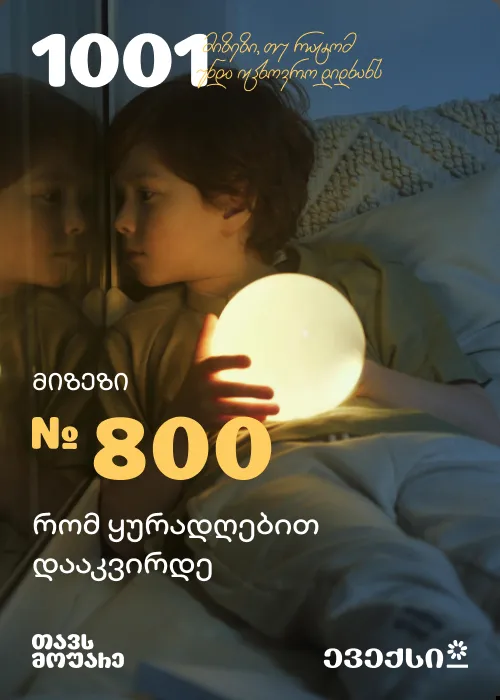 1001 მიზეზი, თუ რატომ
უნდა იცხოვრო დიდხანს
მიზეზი
№ 800
რომ ყურადღებით
დააკვირდე
თავს
მოუარე
ევექსი